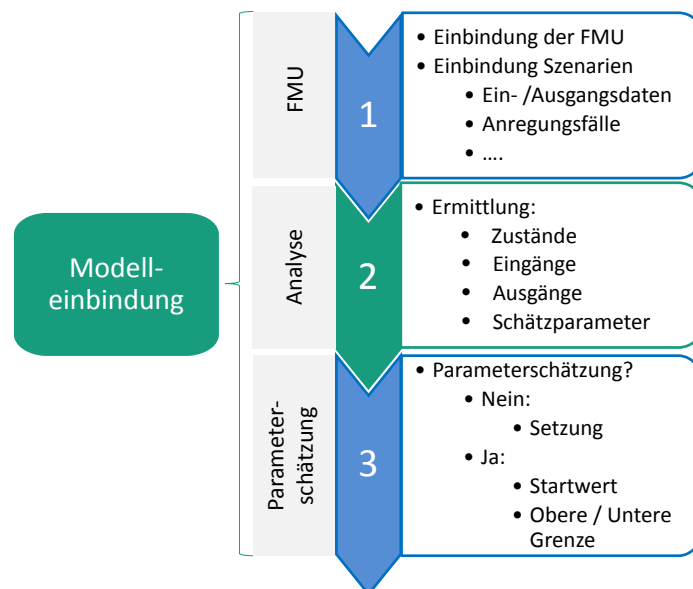 Modell-
einbindung
FMU
1
• Einbindung der FMU
• Einbindung Szenarien
• Ein- /Ausgangsdaten
• Anregungsfälle
• ....
Analyse
2
• Ermittlung:
• Zustände
• Eingänge
• Ausgänge
• Schätzparameter
Parameter-
schätzung
3
• Parameterschätzung?
• Nein:
• Setzung
• Ja:
• Startwert
• Obere / Untere
Grenze